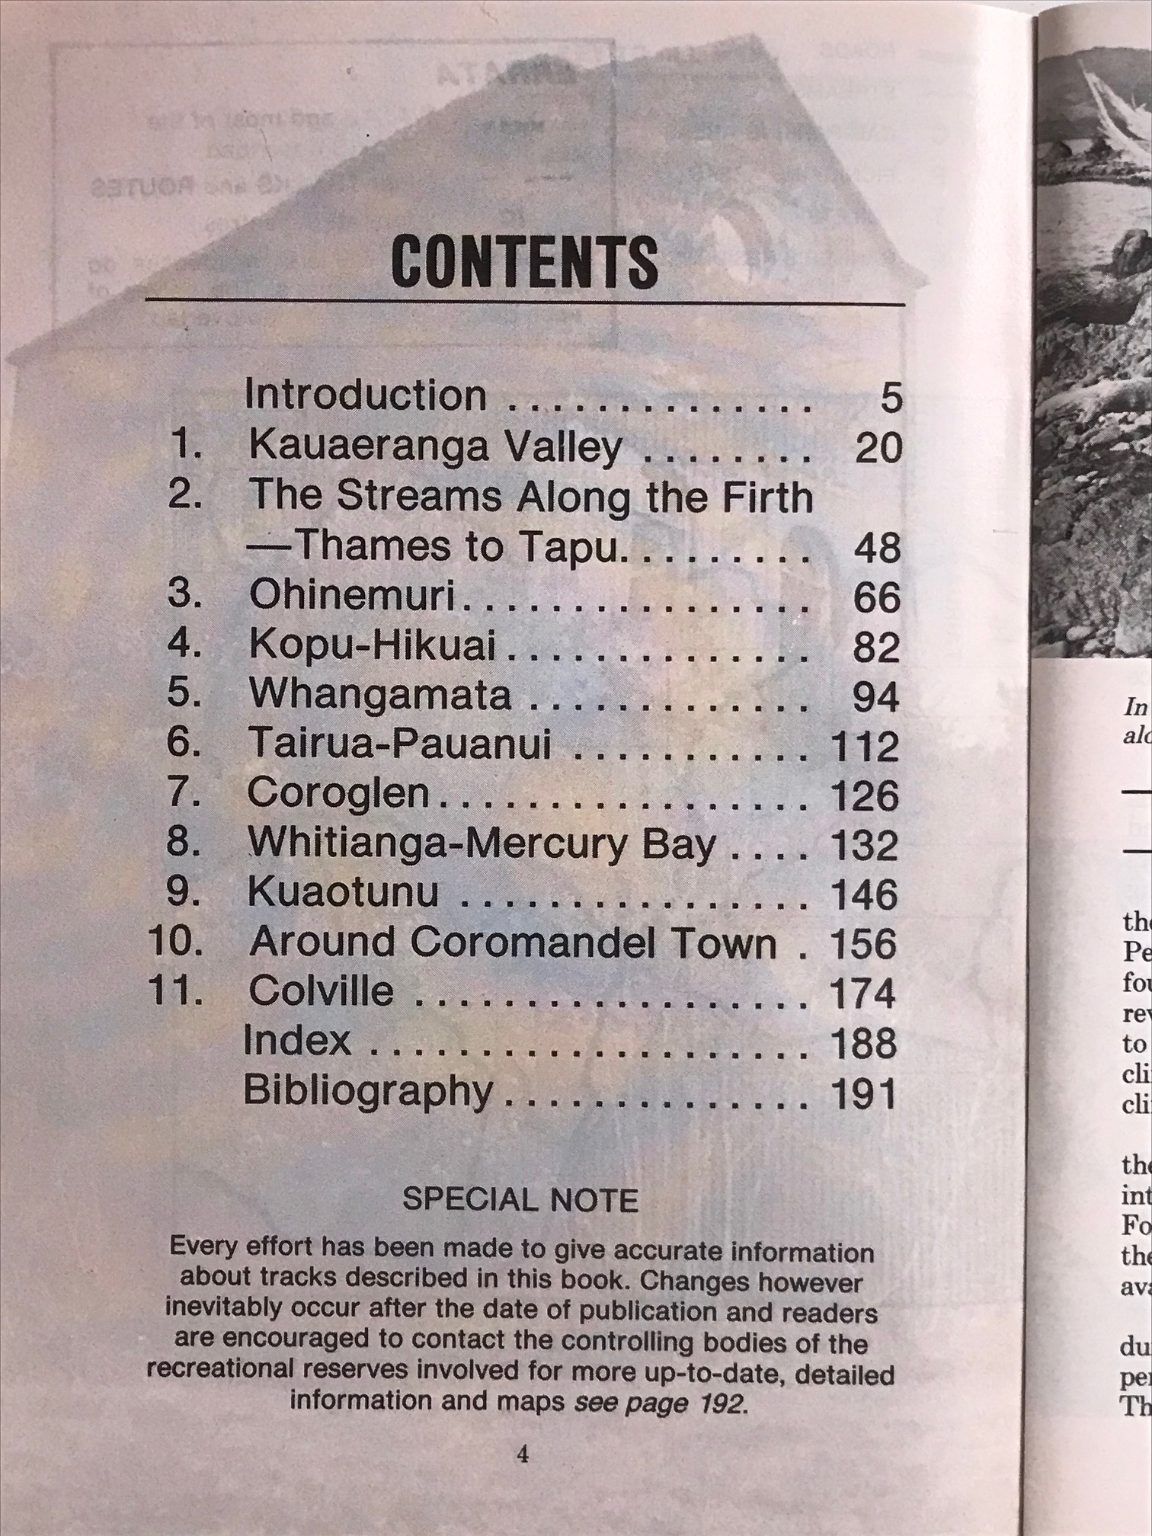 CONTENTS
Introduction . . . . . . . . . . . . . . 5
1. Kauaeranga Valley . . . . . . . . 20
2. The Streams Along the Firth
—Thames to Tapu. . . . . . . . . 48
3. Ohinemuri. . . . . . . . . . . . . . . . 66
4. Kopu-Hikuai . . . . . . . . . . . . . . 82
5. Whangamata . . . . . . . . . . . . . 94
6. Tairua-Pauanui . . . . . . . . . . . 112
7. Coroglen . . . . . . . . . . . . . . . . . 126
8. Whitianga-Mercury Bay . . . . 132
9. Kuaotunu . . . . . . . . . . . . . . . . 146
10. Around Coromandel Town . 156
11. Colville . . . . . . . . . . . . . . . . . . 174
Index . . . . . . . . . . . . . . . . . . . . 188
Bibliography . . . . . . . . . . . . . . 191
SPECIAL NOTE
Every effort has been made to give accurate information
about tracks described in this book. Changes however
inevitably occur after the date of publication and readers
are encouraged to contact the controlling bodies of the
recreational reserves involved for more up-to-date, detailed
information and maps see page 192.
4
In